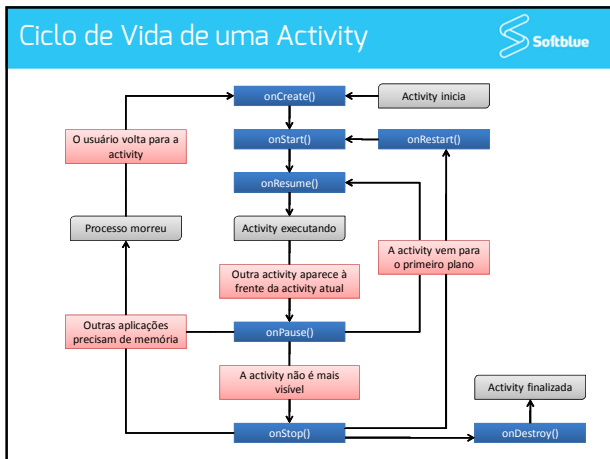 Ciclo de Vida de uma Activity
Softblue
onCreate()
Activity inicia
O usuário volta para a
activity
onStart()
onRestart()
onResume()
Processo morreu
Activity executando
A activity vem para
o primeiro plano
Outra activity aparece à
frente da activity atual
Outras aplicações
precisam de memória
onPause()
A activity não é mais
visível
Activity finalizada
onStop()
onDestroy()